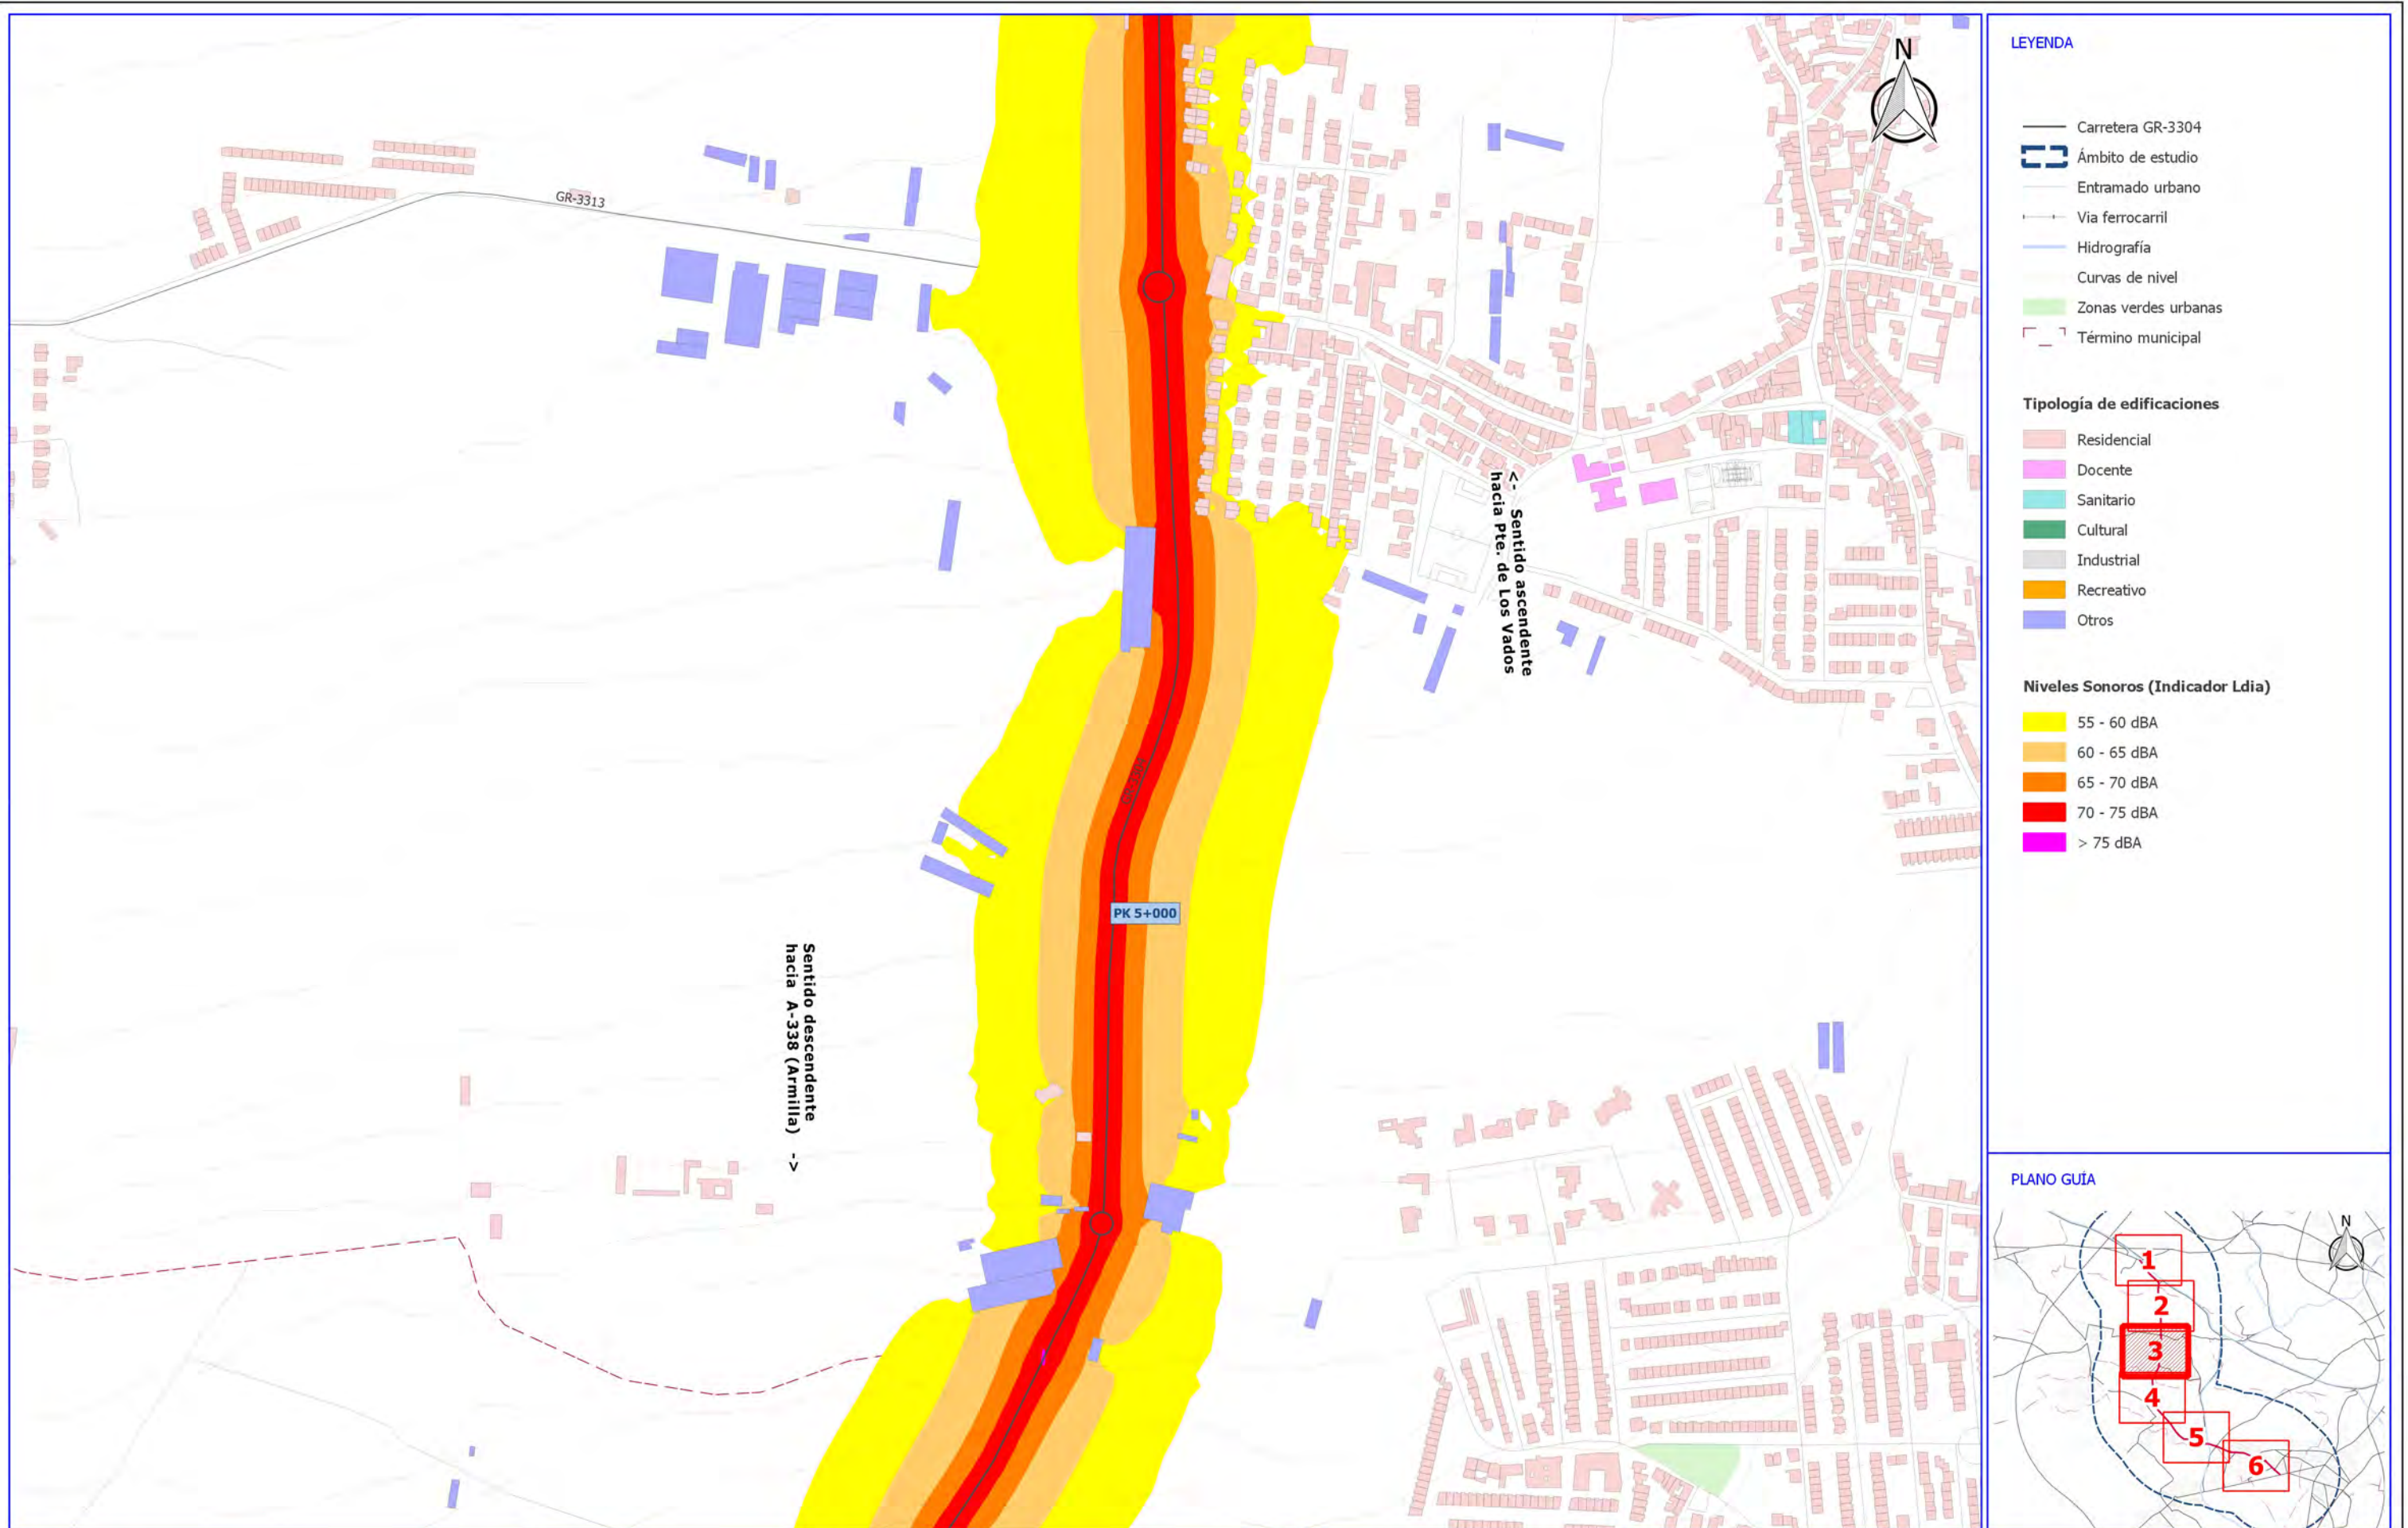 LEYENDA
N
Carretera GR-3304
Ámbito de estudio
Entramado urbano
Via ferrocarril
Hidrografía
Curvas de nivel
Zonas verdes urbanas
Término municipal
Tipología de edificaciones
Residencial
Docente
Sanitario
Cultural
Industrial
Recreativo
Otros
Niveles Sonoros (Indicador Ldia)
55 - 60 dBA
60 - 65 dBA
65 - 70 dBA
70 - 75 dBA
> 75 dBA
GR-3313
<- Sentido ascendente
hacia Pte. de Los Vados
PK 5+000
Sentido descendente
hacia A-338 (Armilla) ->
PLANO GUÍA
N
1
2
3
4
5
6